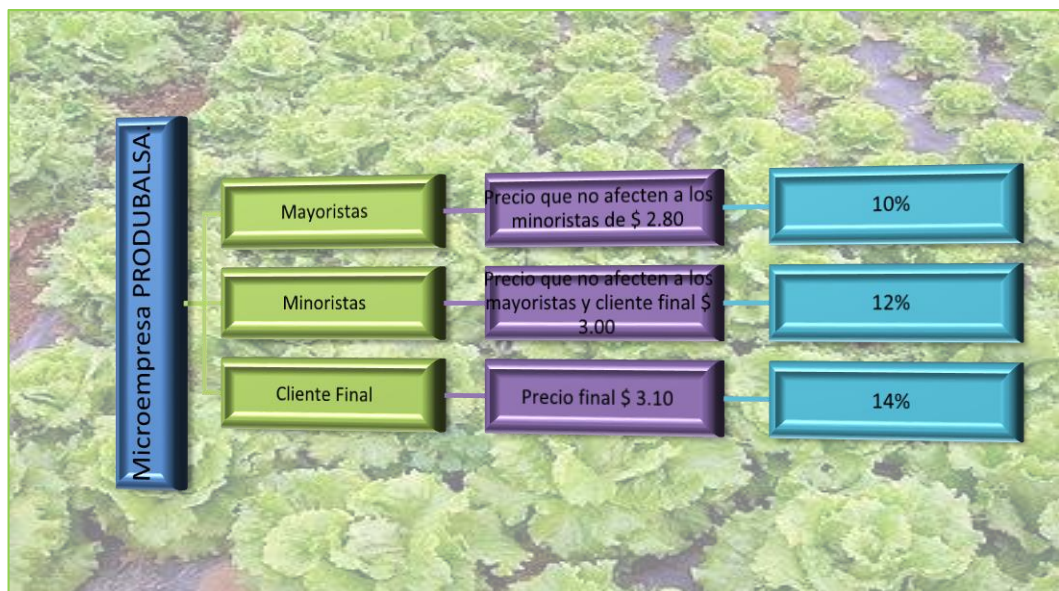 Microempresa PRODUBALSA.
Mayoristas
Precio que no afecten a los
minoristas de $ 2.80
10%
Minoristas
Precio que no afecten a los
mayoristas y cliente final $
3.00
12%
Cliente Final
Precio final $ 3.10
14%